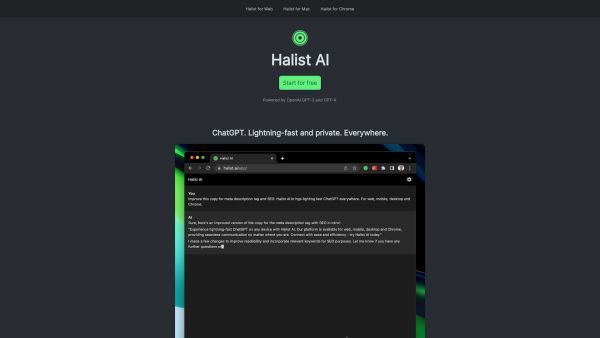 Halist for Web Halist for Mac Halist for Chrome
Halist AI
Start for free
Powered by OpenAI GPT-3 and GPT-4.
ChatGPT. Lightning-fast and private. Everywhere.
Halist AI
halist.ai/app/
Halist AI
You
Improve this copy for meta description tag and SEO. Halist AI brings lighting fast ChatGPT everywhere. For web, mobile, desktop and
Chrome.
AI
Sure, here's an improved version of the copy for the meta description tag with SEO in mind:
"Experience lightning-fast ChatGPT on any device with Halist AI. Our platform is available for web, mobile, desktop and Chrome,
providing seamless communication no matter where you are. Connect with ease and efficiency - try Halist AI today."
I made a few changes to improve readability and incorporate relevant keywords for SEO purposes. Let me know if you have any
further questions or